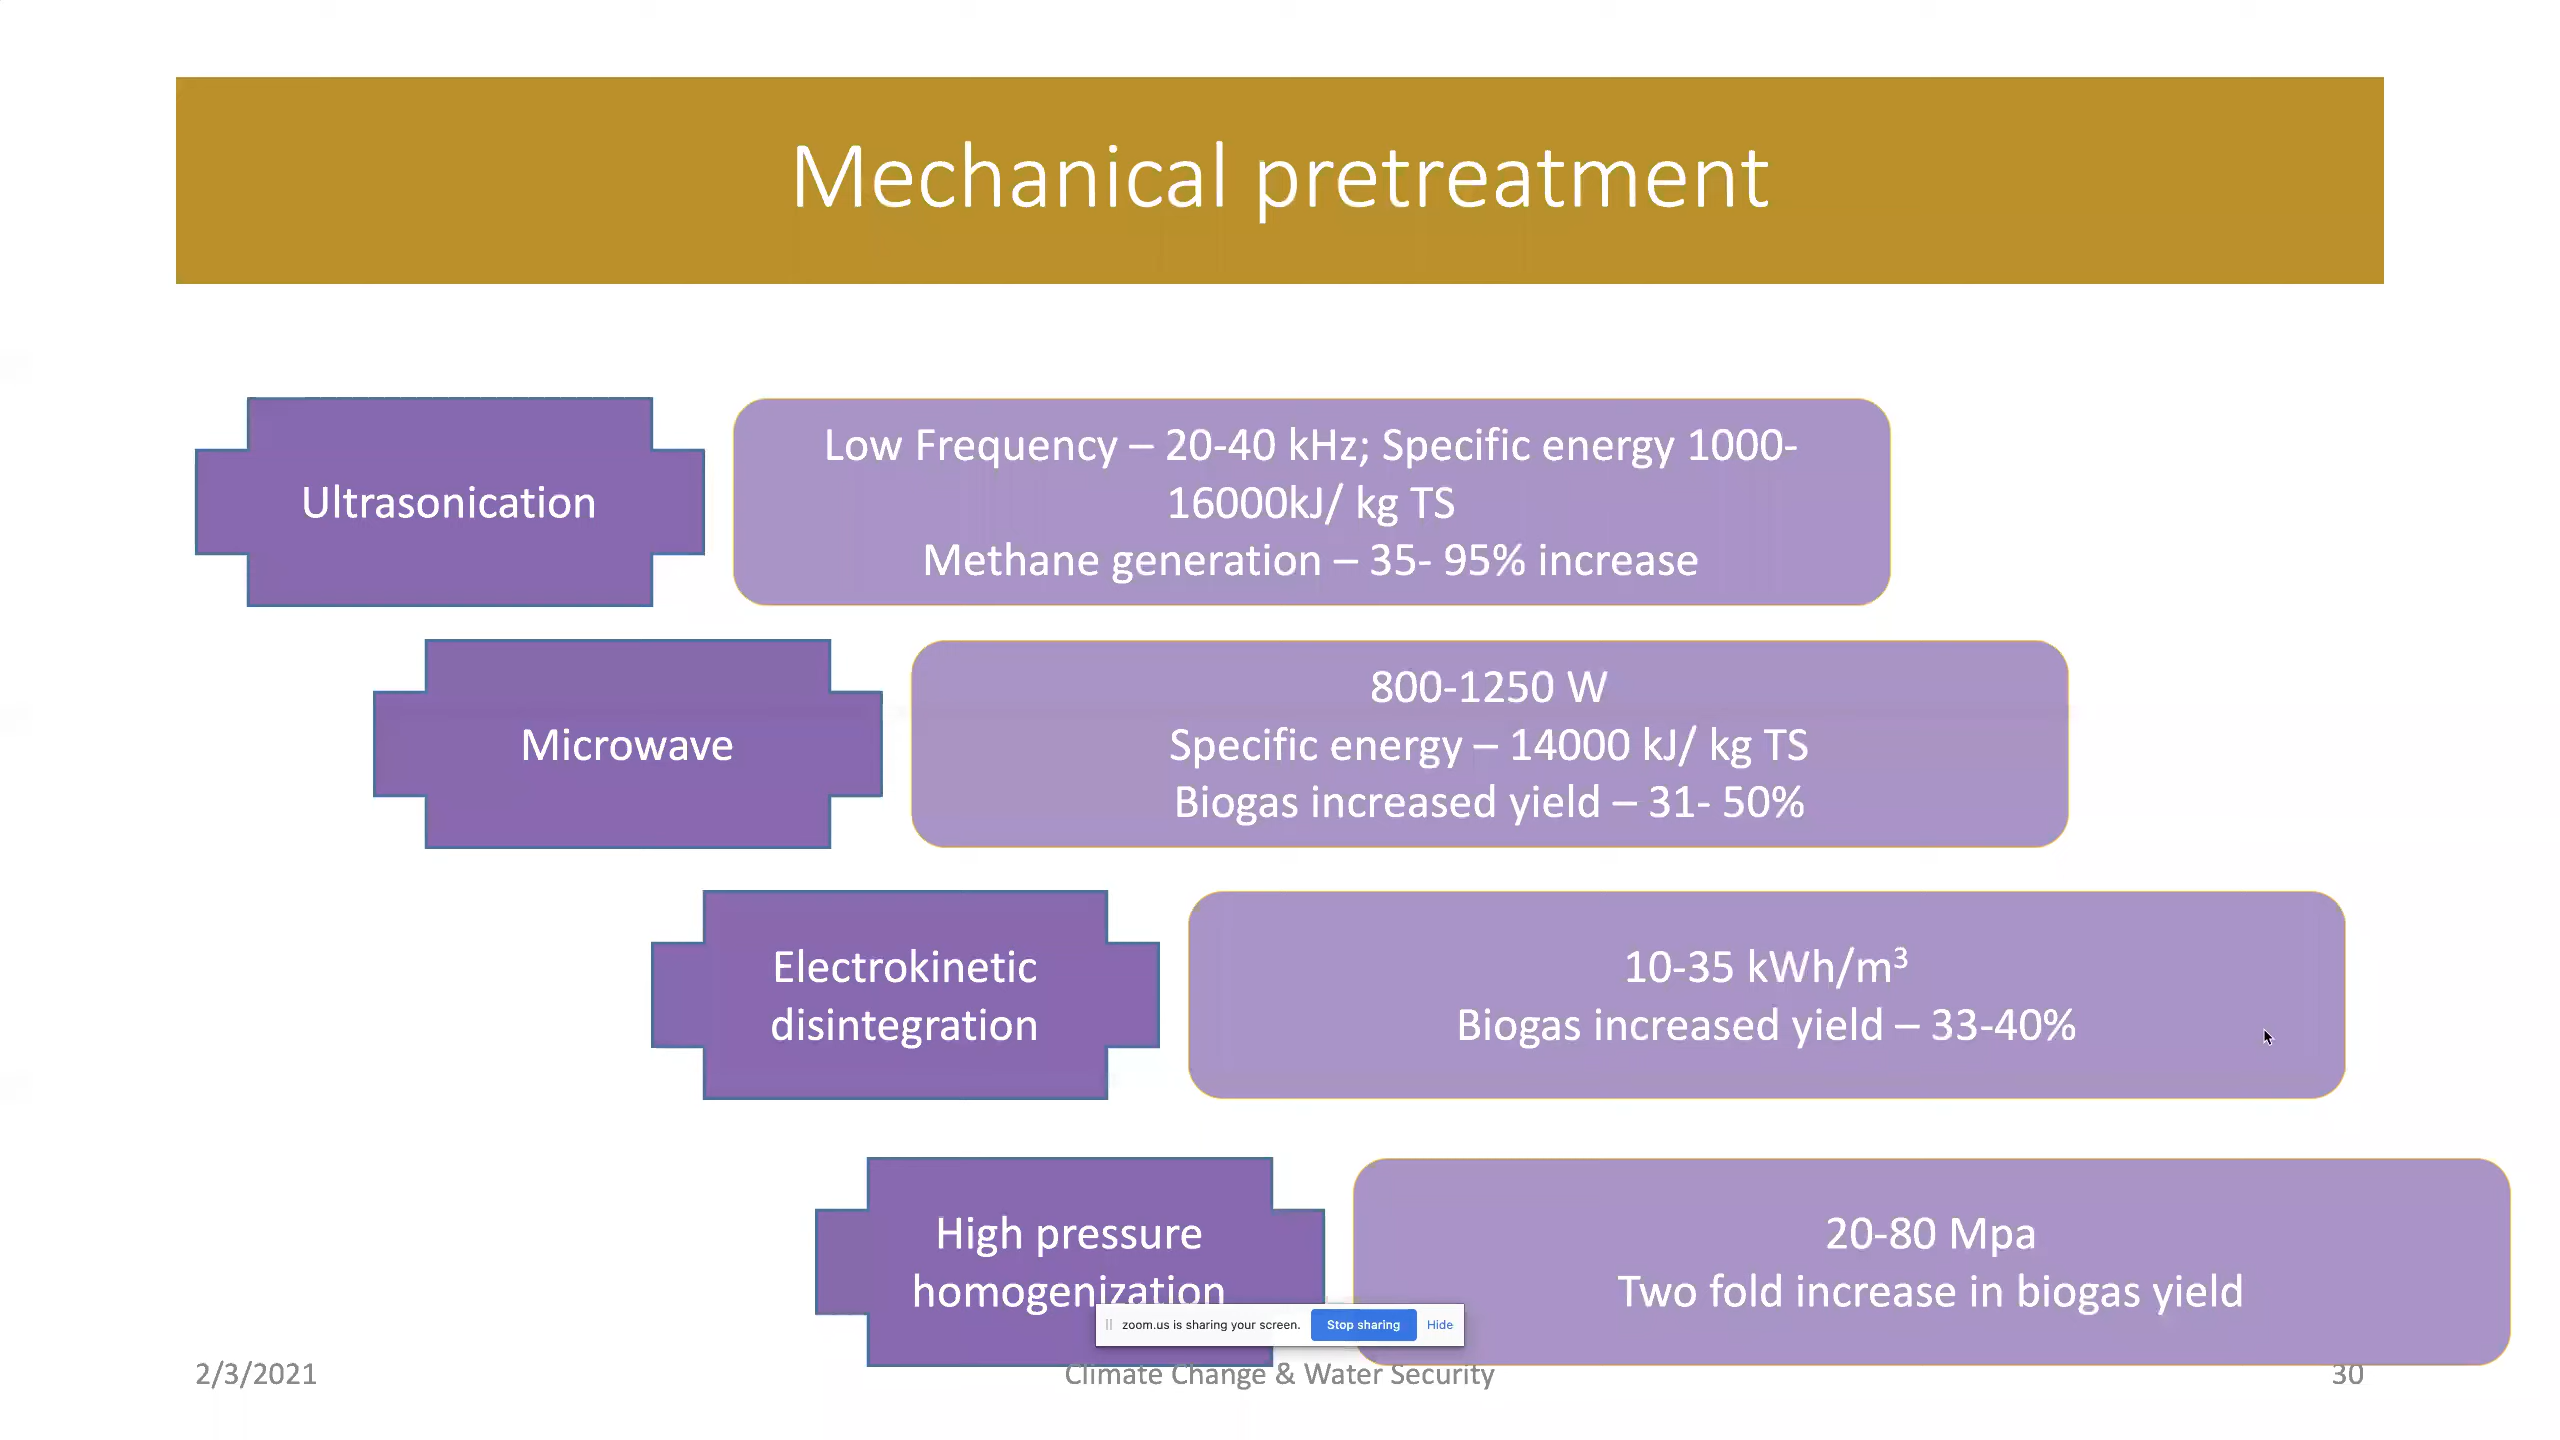 Mechanical pretreatment
Ultrasonication
Low Frequency – 20-40 kHz; Specific energy 1000-
16000kJ/ kg TS
Methane generation – 35- 95% increase
Microwave
800-1250 W
Specific energy – 14000 kJ/ kg TS
Biogas increased yield – 31- 50%
Electrokinetic
disintegration
10-35 kWh/m³
Biogas increased yield – 33-40%
High pressure
homogenization
20-80 Mpa
Two fold increase in biogas yield
zoom.us is sharing your screen.
Stop sharing
Hide
2/3/2021
Climate Change & Water Security
30